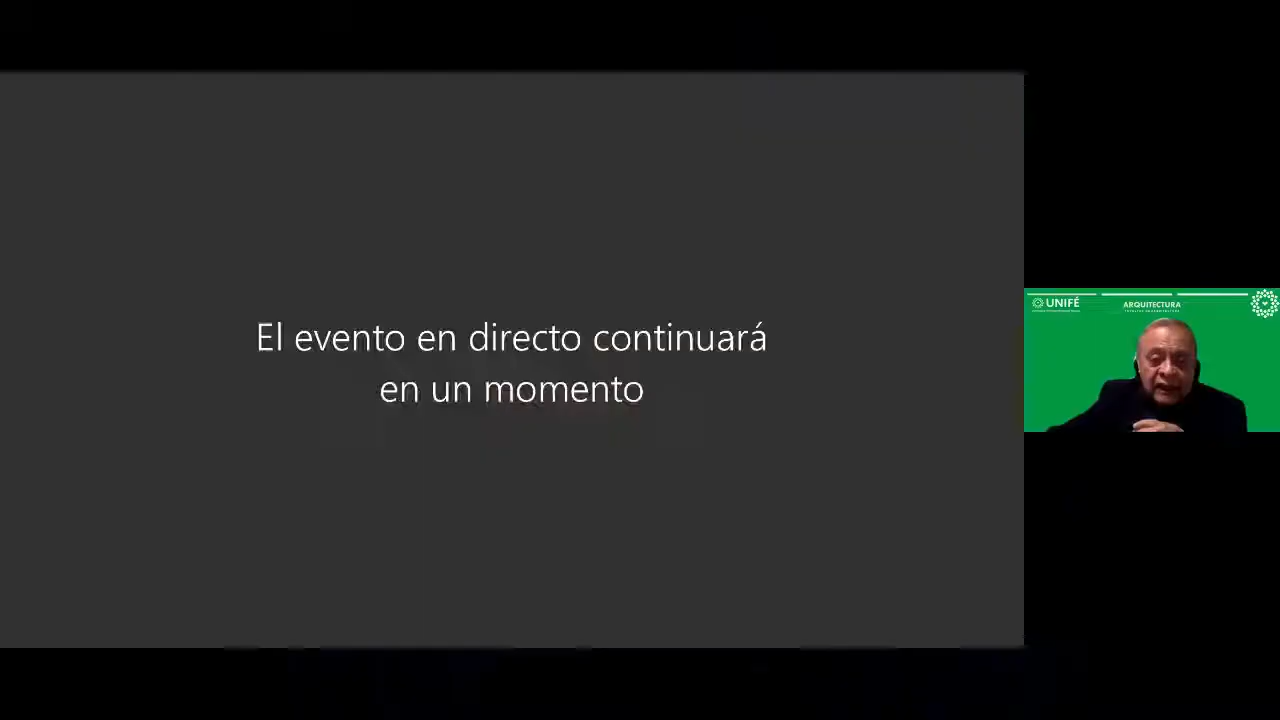 El evento en directo continuará
en un momento
UNIFÉ
ARQUITECTURA